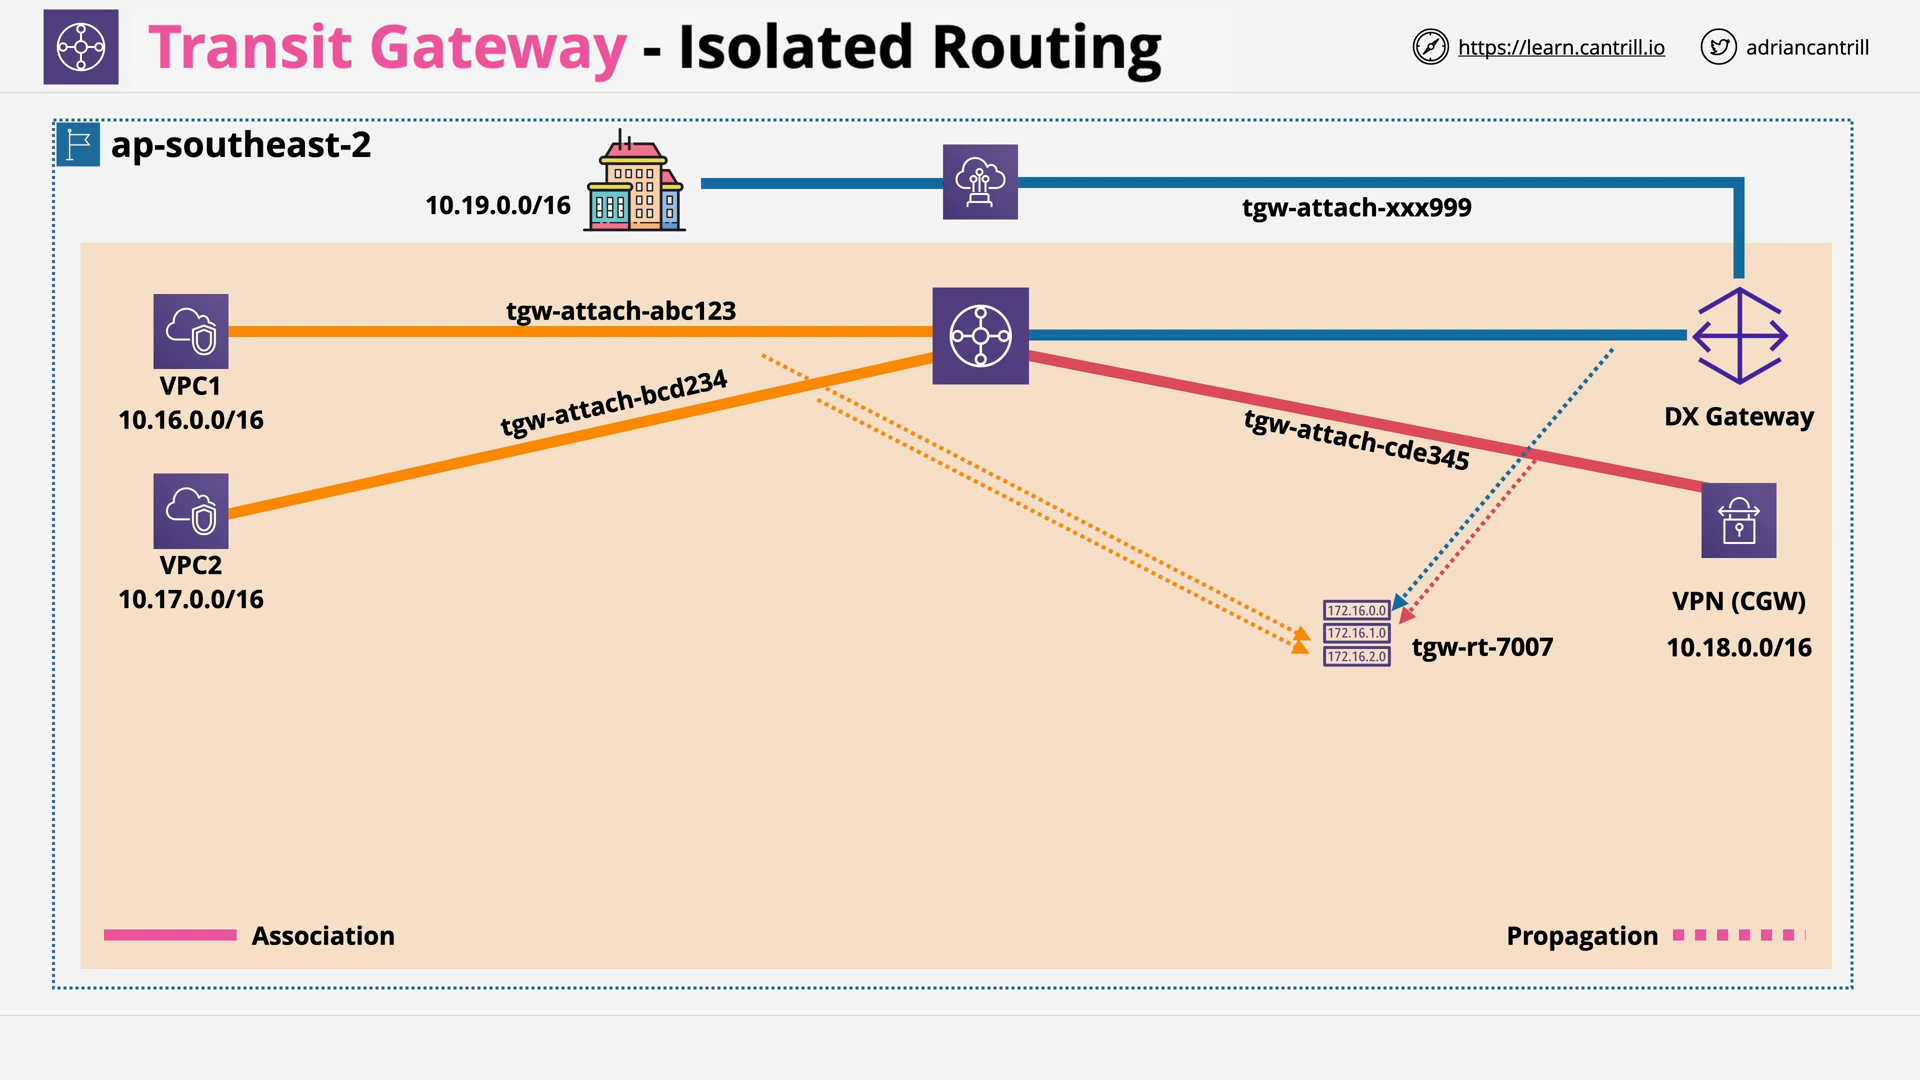 Transit Gateway - Isolated Routing
https://learn.cantrill.io
adriancantrill
ap-southeast-2
10.19.0.0/16
tgw-attach-xxx999
tgw-attach-abc123
VPC1
10.16.0.0/16
tgw-attach-bcd234
tgw-attach-cde345
DX Gateway
VPC2
10.17.0.0/16
172.16.0.0
172.16.1.0
172.16.2.0
tgw-rt-7007
VPN (CGW)
10.18.0.0/16
Association
Propagation